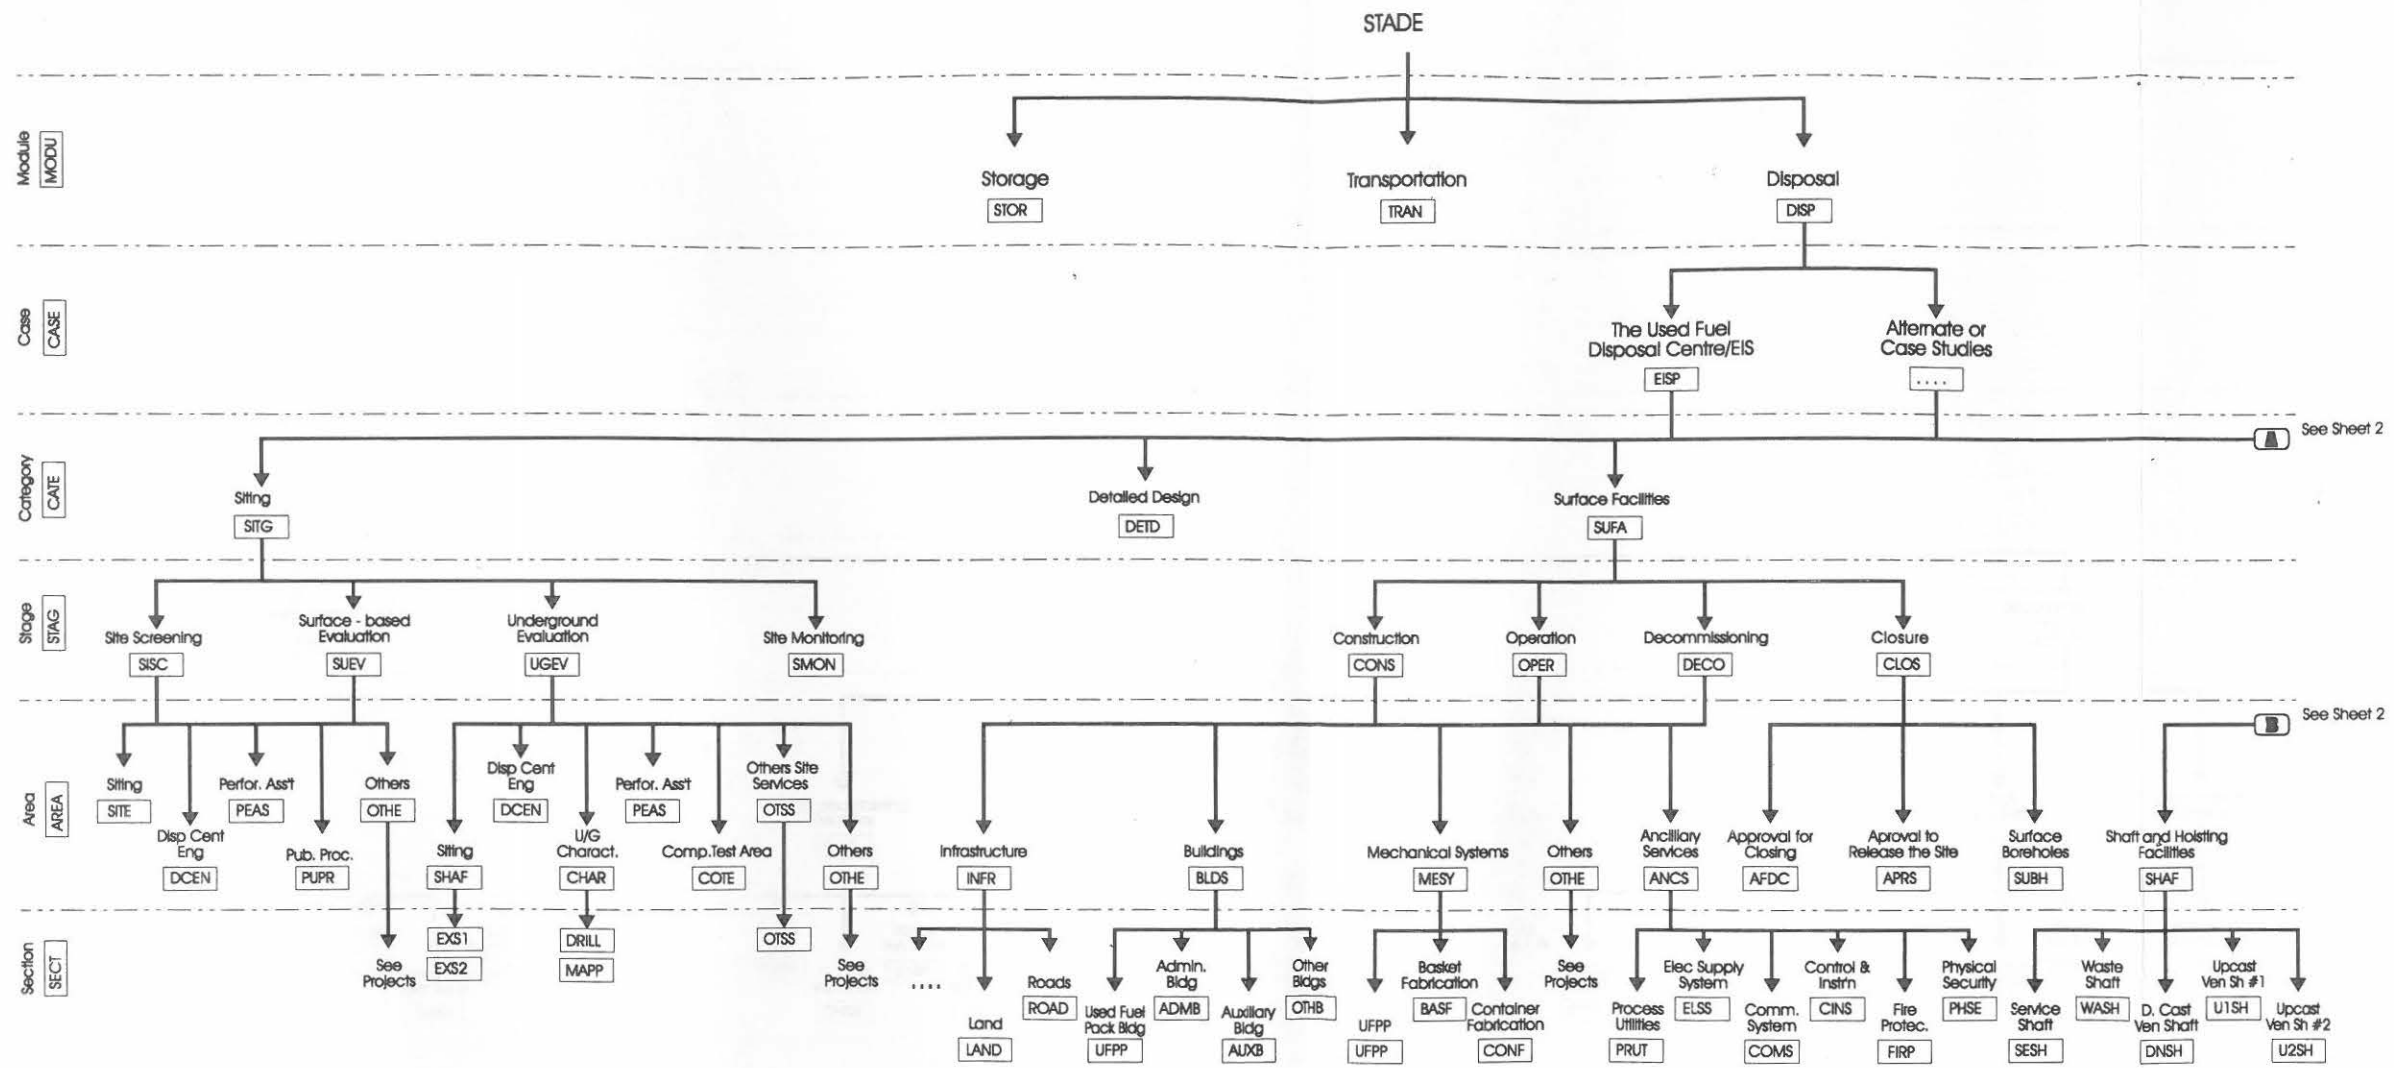 STADE
Module
MODU
Storage
STOR
Transportation
TRAN
Disposal
DISP
Case
CASE
The Used Fuel
Disposal Centre/EIS
EISP
Alternate or
Case Studies
....
A
See Sheet 2
Category
CATE
Siting
SITG
Detailed Design
DETD
Surface Facilities
SUFA
Stage
STAG
Site Screening
SISC
Surface - based
Evaluation
SUEV
Underground
Evaluation
UGEV
Site Monitoring
SMON
Construction
CONS
Operation
OPER
Decommissioning
DECO
Closure
CLOS
B
See Sheet 2
Area
AREA
Siting
SITE
Disp Cent
Eng
DCEN
Perfor. Ass't
PEAS
Pub. Proc.
PUPR
Others
OTHE
Siting
SHAF
Disp Cent
Eng
DCEN
U/G
Charact.
CHAR
Perfor. Ass't
PEAS
Comp.Test Area
COTE
Others Site
Services
OTSS
Others
OTHE
Infrastructure
INFR
Buildings
BLDS
Mechanical Systems
MESY
Others
OTHE
Ancilliary
Services
ANCS
Approval for
Closing
AFDC
Aproval to
Release the Site
APRS
Surface
Boreholes
SUBH
Shaft and Hoisting
Facilities
SHAF
Section
SECT
See
Projects
EXS1
EXS2
DRILL
MAPP
OTSS
See
Projects
....
Land
LAND
Roads
ROAD
Used Fuel
Pack Bldg
UFPP
Admin.
Bldg
ADMB
Auxiliary
Bldg
AUXB
Other
Bldgs
OTHB
UFPP
UFPP
Basket
Fabrication
BASF
Container
Fabrication
CONF
See
Projects
Process
Utilities
PRUT
Elec Supply
System
ELSS
Comm.
System
COMS
Control &
Instr'n
CINS
Fire
Protec.
FIRP
Physical
Security
PHSE
Service
Shaft
SESH
Waste
Shaft
WASH
D. Cast
Ven Shaft
DNSH
Upcast
Ven Sh #1
U1SH
Upcast
Ven Sh #2
U2SH